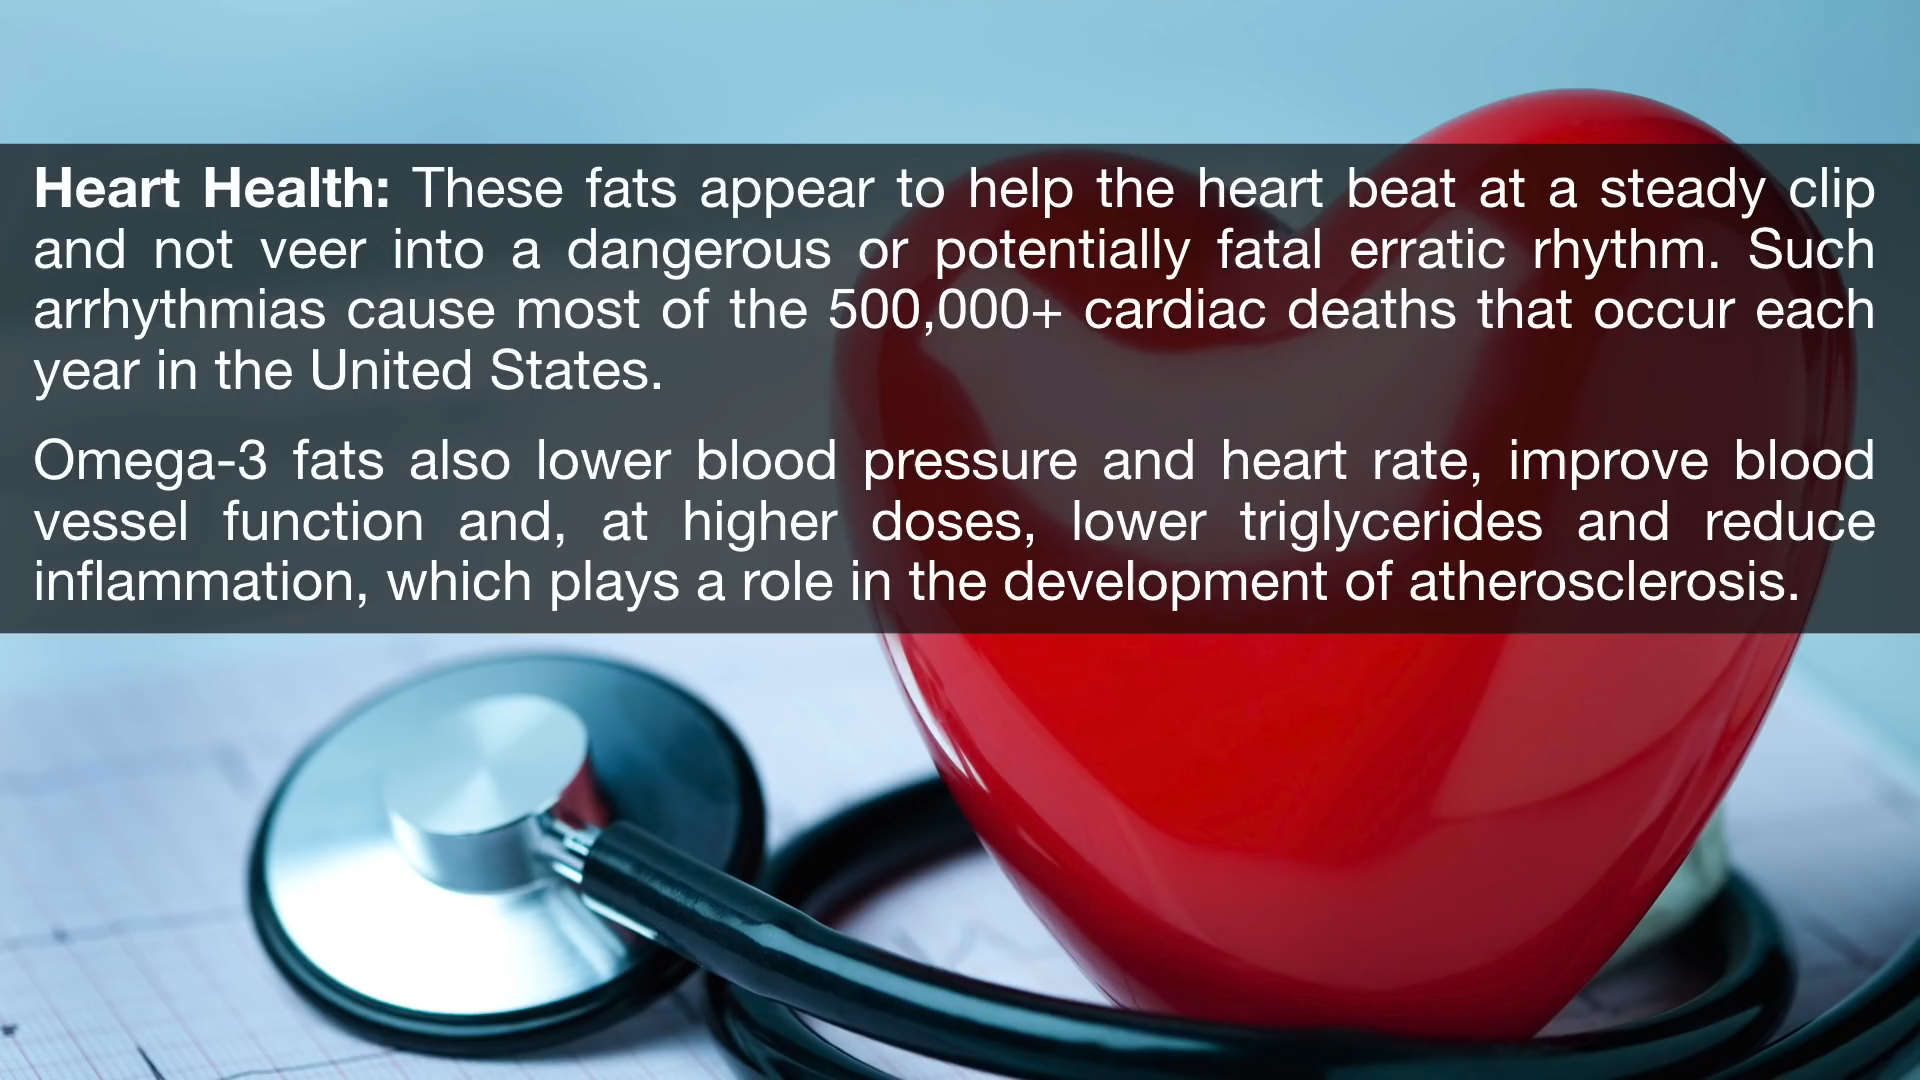 Heart Health: These fats appear to help the heart beat at a steady clip
and not veer into a dangerous or potentially fatal erratic rhythm. Such
arrhythmias cause most of the 500,000+ cardiac deaths that occur each
year in the United States.
Omega-3 fats also lower blood pressure and heart rate, improve blood
vessel function and, at higher doses, lower triglycerides and reduce
inflammation, which plays a role in the development of atherosclerosis.